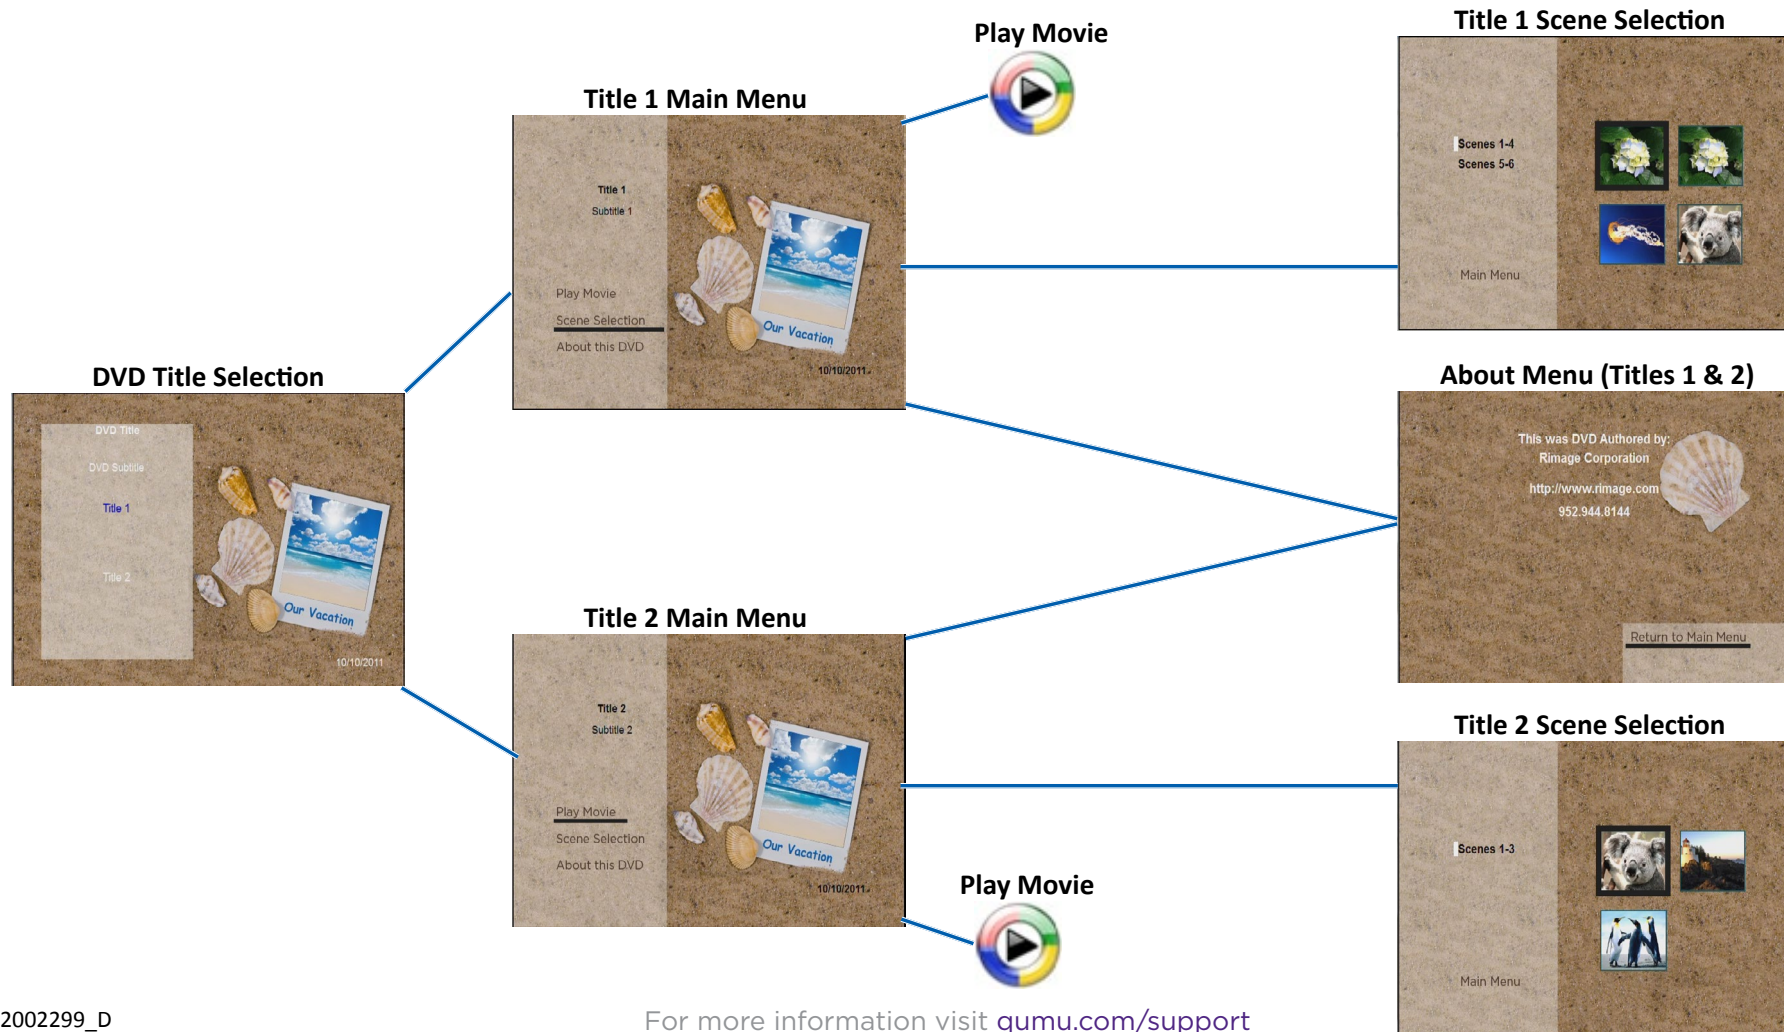 Play Movie
Title 1 Scene Selection
Title 1 Main Menu
Scenes 1-4
Scenes 5-6
Main Menu
Title 1
Subtitle 1
Play Movie
Scene Selection
About this DVD
Our Vacation
10/10/2011
DVD Title Selection
DVD Title
DVD Subtitle
Title 1
Title 2
Our Vacation
10/10/2011
About Menu (Titles 1 & 2)
This was DVD Authored by:
Rimage Corporation
http://www.rimage.com
952.944.8144
Return to Main Menu
Title 2 Main Menu
Title 2
Subtitle 2
Play Movie
Scene Selection
About this DVD
Our Vacation
10/10/2011
Title 2 Scene Selection
Scenes 1-3
Main Menu
Play Movie
2002299_D
For more information visit qumu.com/support